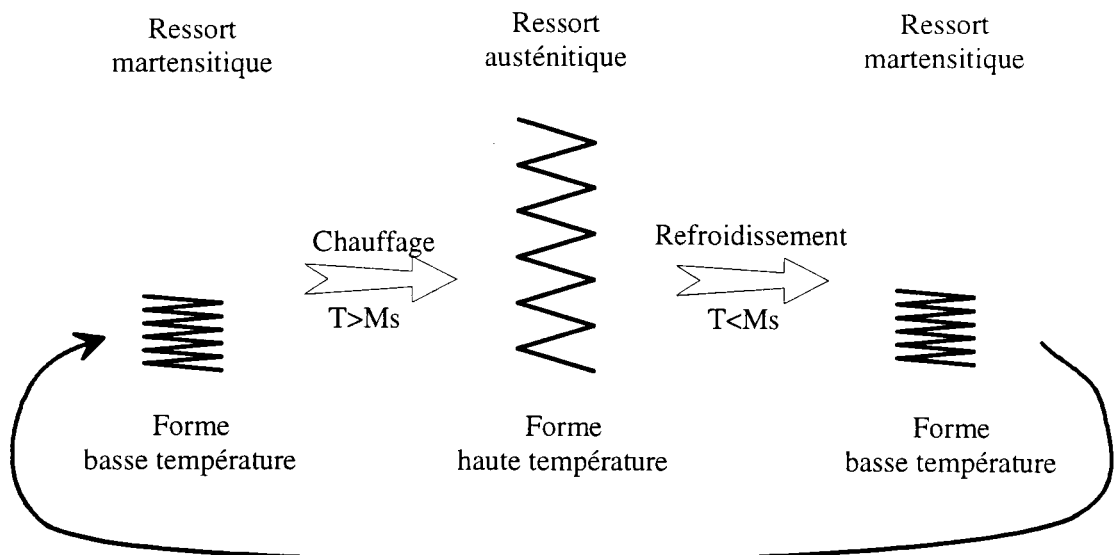 Ressort
martensitique
Ressort
austénitique
Ressort
martensitique
Chauffage
T>Ms
Refroidissement
T<Ms
Forme
basse température
Forme
haute température
Forme
basse température